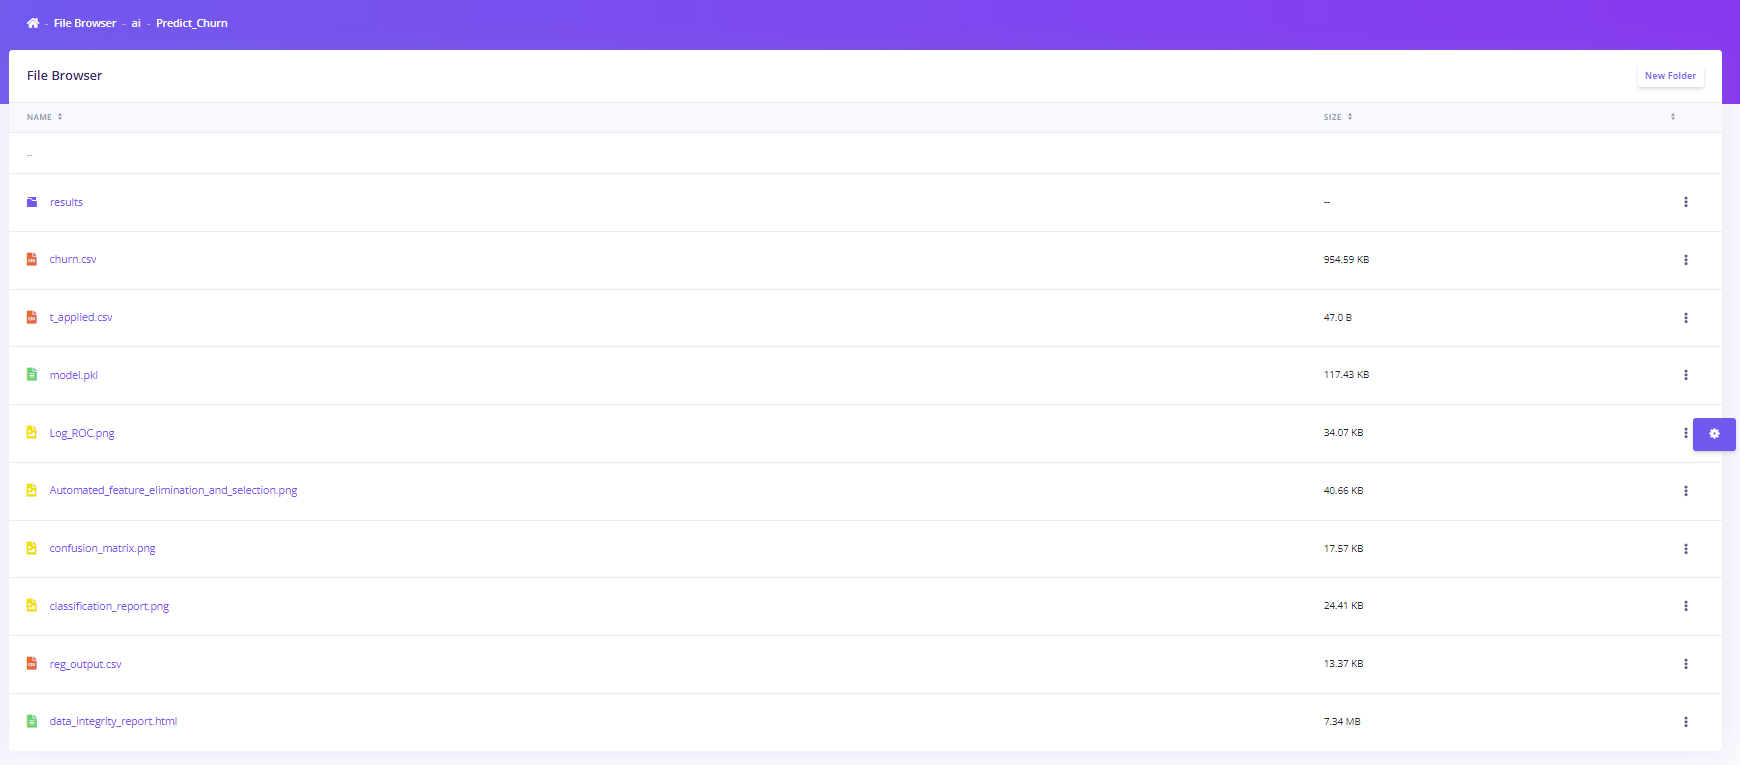 - File Browser - ai - Predict_Churn
File Browser
New Folder
NAME SIZE
..
results --
churn.csv 954.59 KB
t_applied.csv 47.0 B
model.pkl 117.43 KB
Log_ROC.png 34.07 KB
Automated_feature_elimination_and_selection.png 40.66 KB
confusion_matrix.png 17.57 KB
classification_report.png 24.41 KB
reg_output.csv 13.37 KB
data_integrity_report.html 7.34 MB